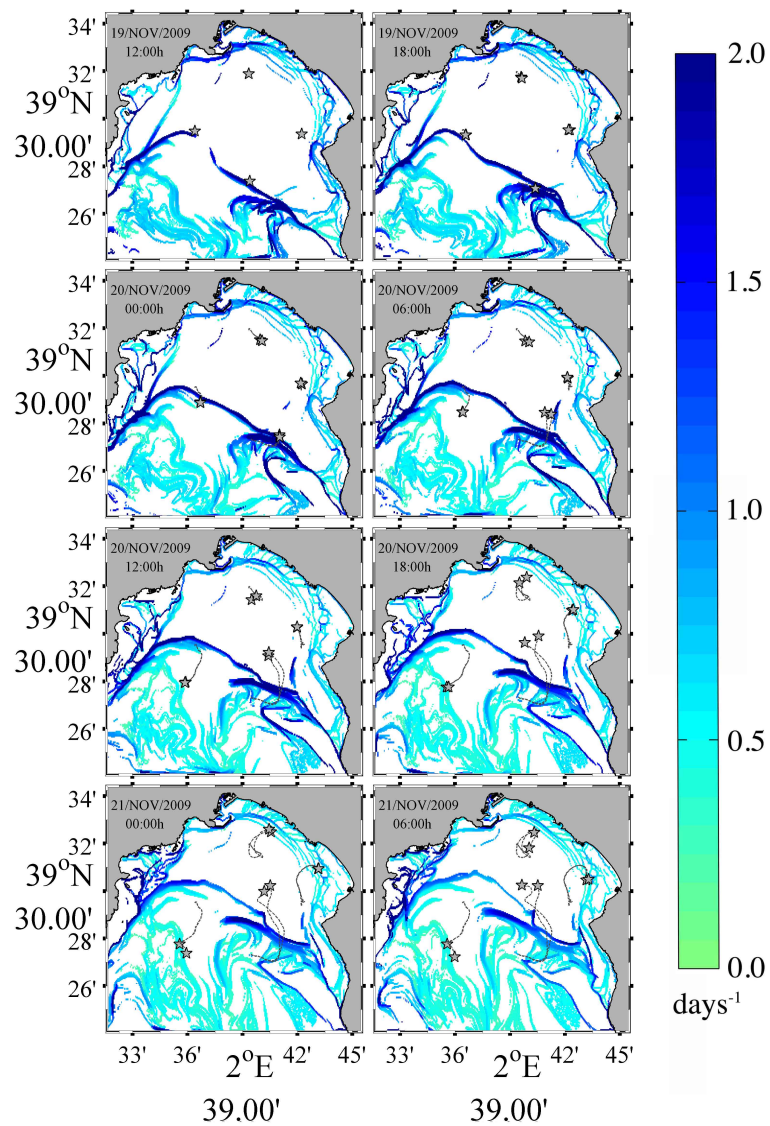 34'
19/NOV/2009
12:00h
19/NOV/2009
18:00h
2.0
32'
39°N
30.00'
28'
26'
34'
20/NOV/2009
00:00h
20/NOV/2009
06:00h
1.5
32'
39°N
30.00'
28'
26'
34'
20/NOV/2009
12:00h
20/NOV/2009
18:00h
1.0
32'
39°N
30.00'
28'
26'
0.5
34'
21/NOV/2009
00:00h
21/NOV/2009
06:00h
32'
39°N
30.00'
28'
26'
0.0
days-1
33' 36' 2°E 42' 45'
39.00'
33' 36' 2°E 42' 45'
39.00'